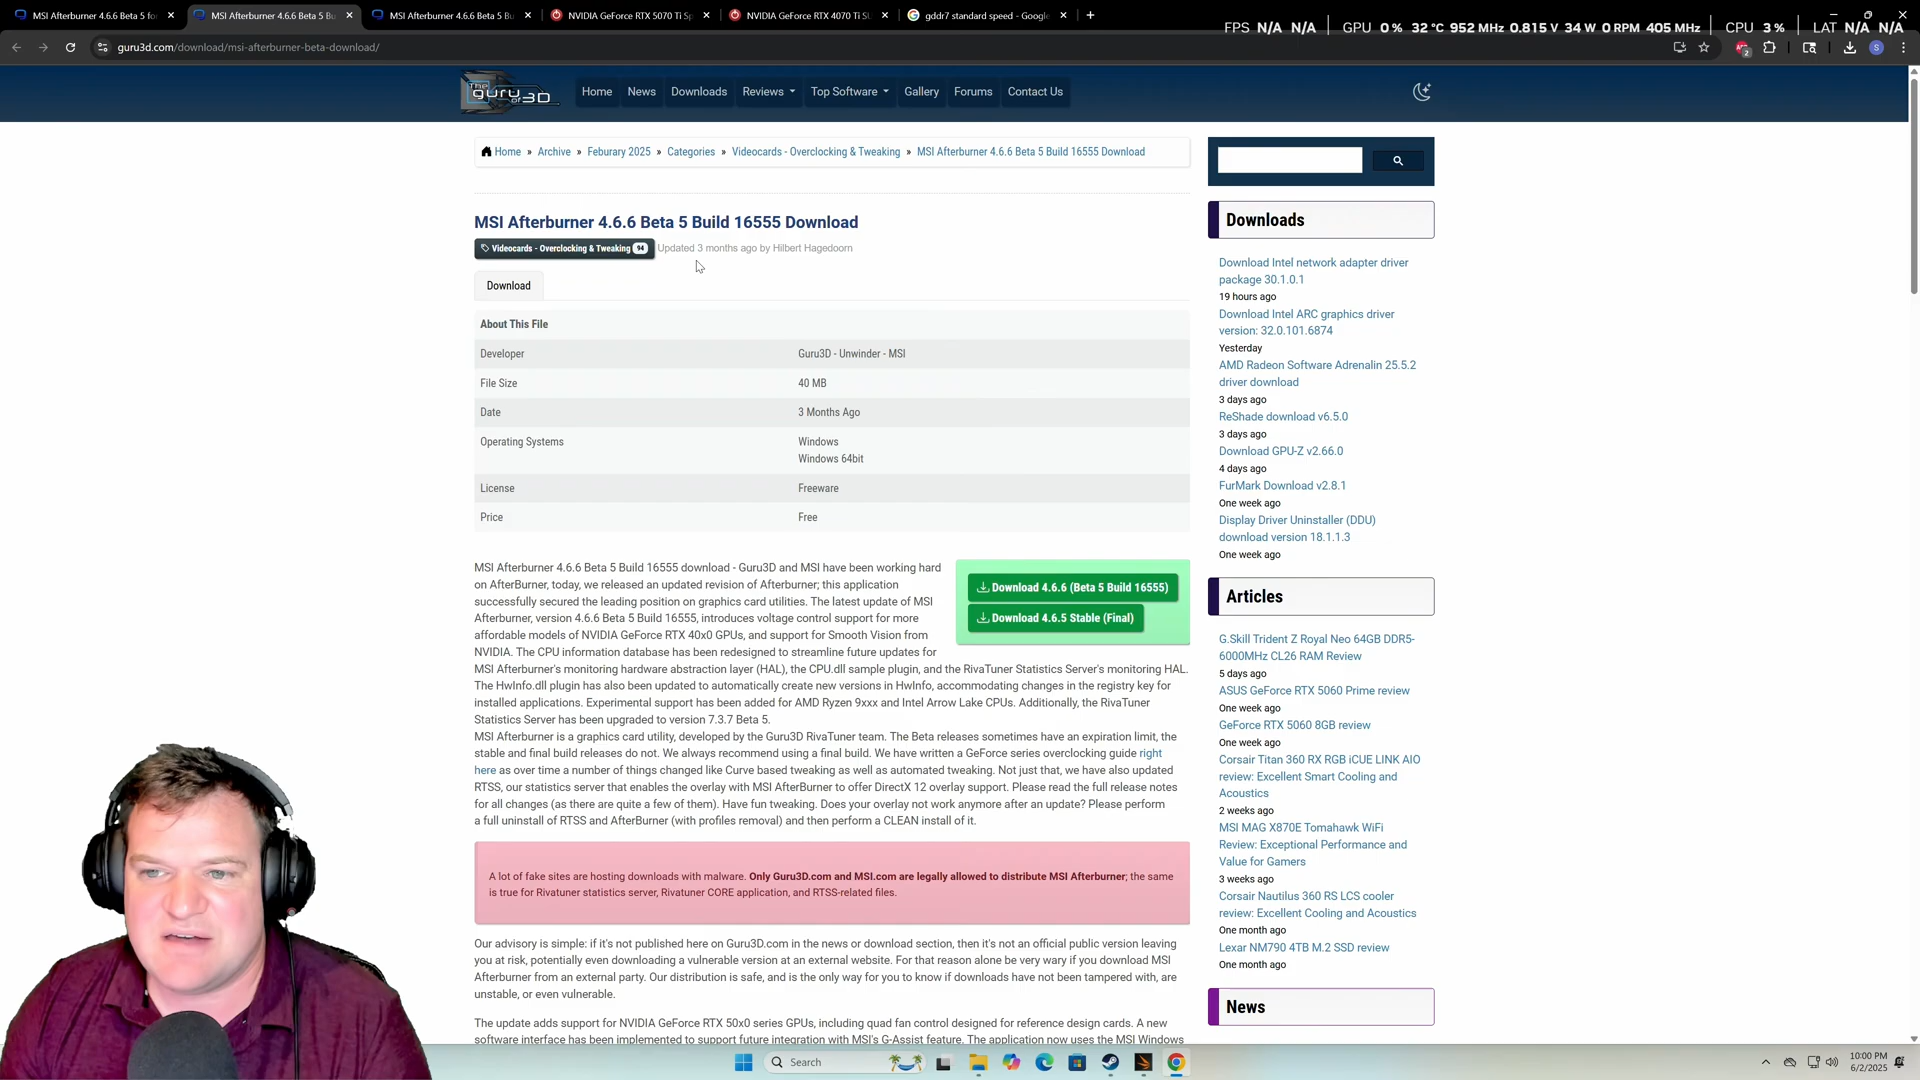 MSI Afterburner 4.6.6 Beta 5 fo
MSI Afterburner 4.6.6 Beta 5 Bu
MSI Afterburner 4.6.6 Beta 5 Bu
NVIDIA GeForce RTX 5070 Ti Sp
NVIDIA GeForce RTX 4070 Ti SU
gddr7 standard speed - Google
FPS N/A N/A GPU 0 % 32 °C 952 MHz 0.815 V 34 W 0 RPM 405 MHz CPU 3 % LAT N/A N/A
guru3d.com/download/msi-afterburner-beta-download/
2
S
The guru of 3D
Home
News
Downloads
Reviews
Top Software
Gallery
Forums
Contact Us
Home » Archive » Feburary 2025 » Categories » Videocards - Overclocking & Tweaking » MSI Afterburner 4.6.6 Beta 5 Build 16555 Download
MSI Afterburner 4.6.6 Beta 5 Build 16555 Download
Videocards - Overclocking & Tweaking 94 Updated 3 months ago by Hilbert Hagedoorn
Download
About This File
Developer Guru3D - Unwinder - MSI
File Size 40 MB
Date 3 Months Ago
Operating Systems Windows
Windows 64bit
License Freeware
Price Free
MSI Afterburner 4.6.6 Beta 5 Build 16555 download - Guru3D and MSI have been working hard
on AfterBurner, today, we released an updated revision of Afterburner; this application
successfully secured the leading position on graphics card utilities. The latest update of MSI
Afterburner, version 4.6.6 Beta 5 Build 16555, introduces voltage control support for more
affordable models of NVIDIA GeForce RTX 40x0 GPUs, and support for Smooth Vision from
NVIDIA. The CPU information database has been redesigned to streamline future updates for
MSI Afterburner's monitoring hardware abstraction layer (HAL), the CPU.dll sample plugin, and the RivaTuner Statistics Server's monitoring HAL.
The HwInfo.dll plugin has also been updated to automatically create new versions in HwInfo, accommodating changes in the registry key for
installed applications. Experimental support has been added for AMD Ryzen 9xxx and Intel Arrow Lake CPUs. Additionally, the RivaTuner
Statistics Server has been upgraded to version 7.3.7 Beta 5.
Download 4.6.6 (Beta 5 Build 16555)
Download 4.6.5 Stable (Final)
MSI Afterburner is a graphics card utility, developed by the Guru3D RivaTuner team. The Beta releases sometimes have an expiration limit, the
stable and final build releases do not. We always recommend using a final build. We have written a GeForce series overclocking guide right
here as over time a number of things changed like Curve based tweaking as well as automated tweaking. Not just that, we have also updated
RTSS, our statistics server that enables the overlay with MSI AfterBurner to offer DirectX 12 overlay support. Please read the full release notes
for all changes (as there are quite a few of them). Have fun tweaking. Does your overlay not work anymore after an update? Please perform
a full uninstall of RTSS and AfterBurner (with profiles removal) and then perform a CLEAN install of it.
A lot of fake sites are hosting downloads with malware. Only Guru3D.com and MSI.com are legally allowed to distribute MSI Afterburner; the same
is true for Rivatuner statistics server, Rivatuner CORE application, and RTSS-related files.
Our advisory is simple: if it's not published here on Guru3D.com in the news or download section, then it's not an official public version leaving
you at risk, potentially even downloading a vulnerable version at an external website. For that reason alone be very wary if you download MSI
Afterburner from an external party. Our distribution is safe, and is the only way for you to know if downloads have not been tampered with, are
unstable, or even vulnerable.
The update adds support for NVIDIA GeForce RTX 50x0 series GPUs, including quad fan control designed for reference design cards. A new
software interface has been implemented to support future integration with MSI's G-Assist feature. The application now uses the MSI Windows
Downloads
Download Intel network adapter driver
package 30.1.0.1
19 hours ago
Download Intel ARC graphics driver
version: 32.0.101.6874
Yesterday
AMD Radeon Software Adrenalin 25.5.2
driver download
3 days ago
ReShade download v6.5.0
3 days ago
Download GPU-Z v2.66.0
4 days ago
FurMark Download v2.8.1
One week ago
Display Driver Uninstaller (DDU)
download version 18.1.1.3
One week ago
Articles
G.Skill Trident Z Royal Neo 64GB DDR5-
6000MHz CL26 RAM Review
5 days ago
ASUS GeForce RTX 5060 Prime review
One week ago
GeForce RTX 5060 8GB review
One week ago
Corsair Titan 360 RX RGB iCUE LINK AIO
review: Excellent Smart Cooling and
Acoustics
2 weeks ago
MSI MAG X870E Tomahawk WiFi
Review: Exceptional Performance and
Value for Gamers
3 weeks ago
Corsair Nautilus 360 RS LCS cooler
review: Excellent Cooling and Acoustics
One month ago
Lexar NM790 4TB M.2 SSD review
One month ago
News
Search
10:00 PM
6/2/2025